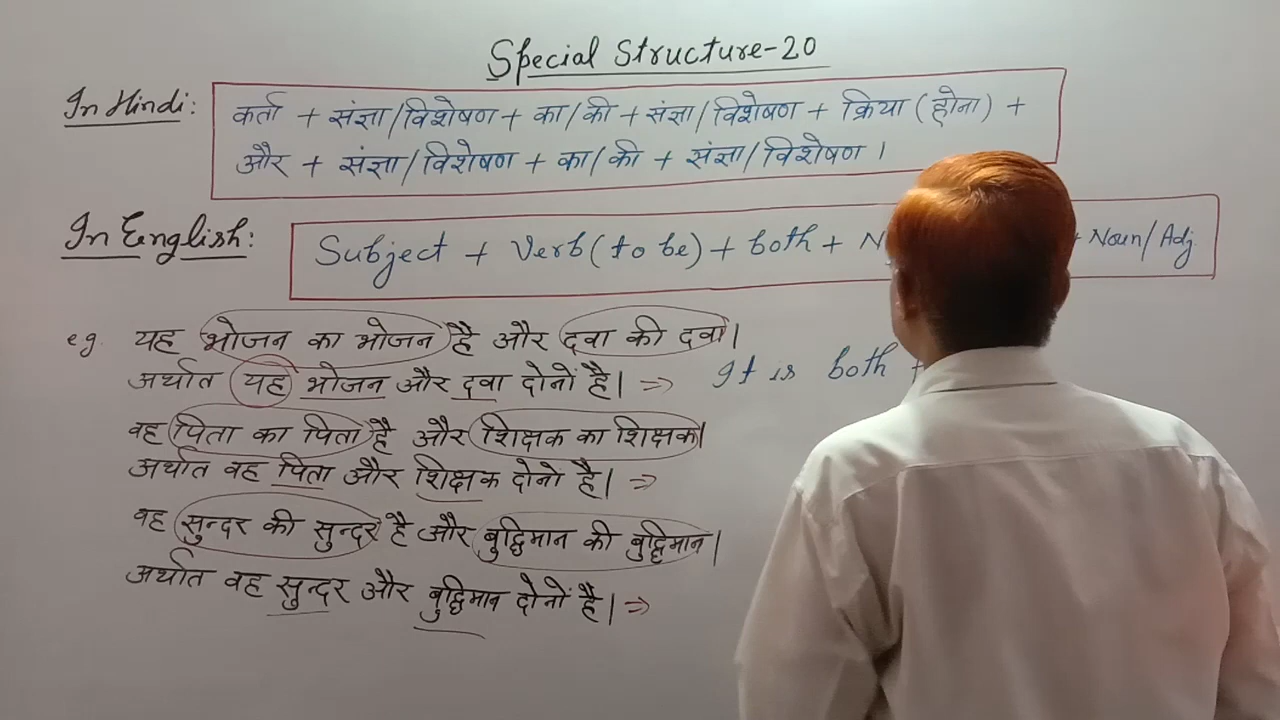 Special Structure-20
In Hindi:
कर्ता + संज्ञा/विशेषण + का/की + संज्ञा/विशेषण + क्रिया (होना) +
और + संज्ञा/विशेषण + का/की + संज्ञा/विशेषण ।
In English:
Subject + Verb(to be) + both + + Noun/Adj.
e.g. यह भोजन का भोजन है और दवा की दवा।
अर्थात यह भोजन और दवा दोनों है। => It is both
वह पिता का पिता है और शिक्षक का शिक्षक।
अर्थात वह पिता और शिक्षक दोनो है। =>
वह सुन्दर की सुन्दर है और बुद्धिमान की बुद्धिमान।
अर्थात वह सुन्दर और बुद्धिमान दोनों है। =>